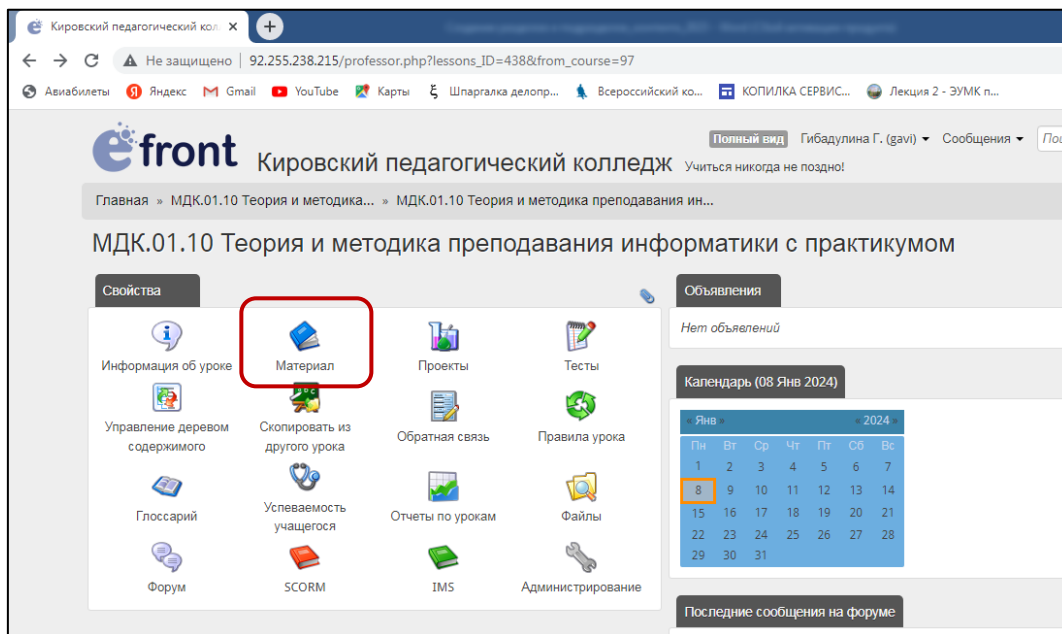 Кировский педагогический кол
Не защищено | 92.255.238.215/professor.php?lessons_ID=438&from_course=97
Авиабилеты Яндекс Gmail YouTube Карты Шпаргалка делопр... Всероссийский ко... КОПИЛКА СЕРВИС... Лекция 2 - ЭУМК п...
Полный вид Гибадулина Г. (gavi) Сообщения
efront Кировский педагогический колледж Учиться никогда не поздно!
Главная » МДК.01.10 Теория и методика... » МДК.01.10 Теория и методика преподавания ин...
МДК.01.10 Теория и методика преподавания информатики с практикумом
Свойства
Информация об уроке Материал Проекты Тесты
Управление деревом содержимого
Скопировать из другого урока
Обратная связь Правила урока
Глоссарий
Успеваемость учащегося
Отчеты по урокам Файлы
Форум SCORM IMS Администрирование
Объявления
Нет объявлений
Календарь (08 Янв 2024)
« Янв » « 2024 »
Пн Вт Ср Чт Пт Сб Вс
1 2 3 4 5 6 7
8 9 10 11 12 13 14
15 16 17 18 19 20 21
22 23 24 25 26 27 28
29 30 31
Последние сообщения на форуме